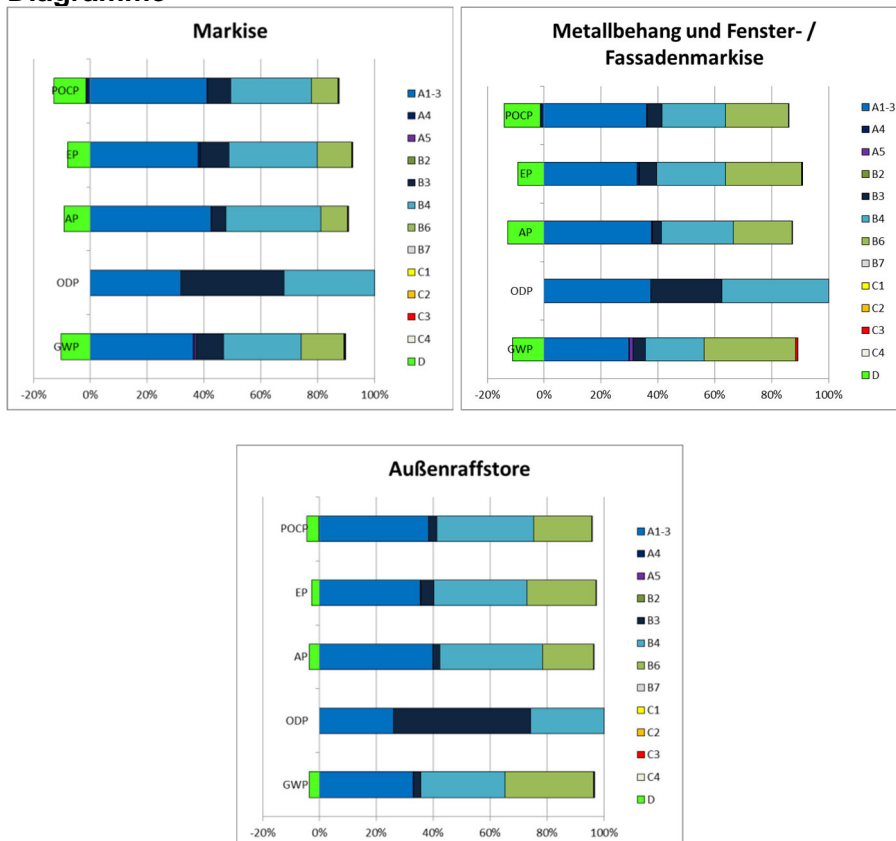 Diagramme
Markise
POCP
EP
AP
ODP
GWP
-20% 0% 20% 40% 60% 80% 100%
A1-3
A4
A5
B2
B3
B4
B6
B7
C1
C2
C3
C4
D
Metallbehang und Fenster- /
Fassadenmarkise
POCP
EP
AP
ODP
GWP
-20% 0% 20% 40% 60% 80% 100%
A1-3
A4
A5
B2
B3
B4
B6
B7
C1
C2
C3
C4
D
Außenraffstore
POCP
EP
AP
ODP
GWP
-20% 0% 20% 40% 60% 80% 100%
A1-3
A4
A5
B2
B3
B4
B6
B7
C1
C2
C3
C4
D